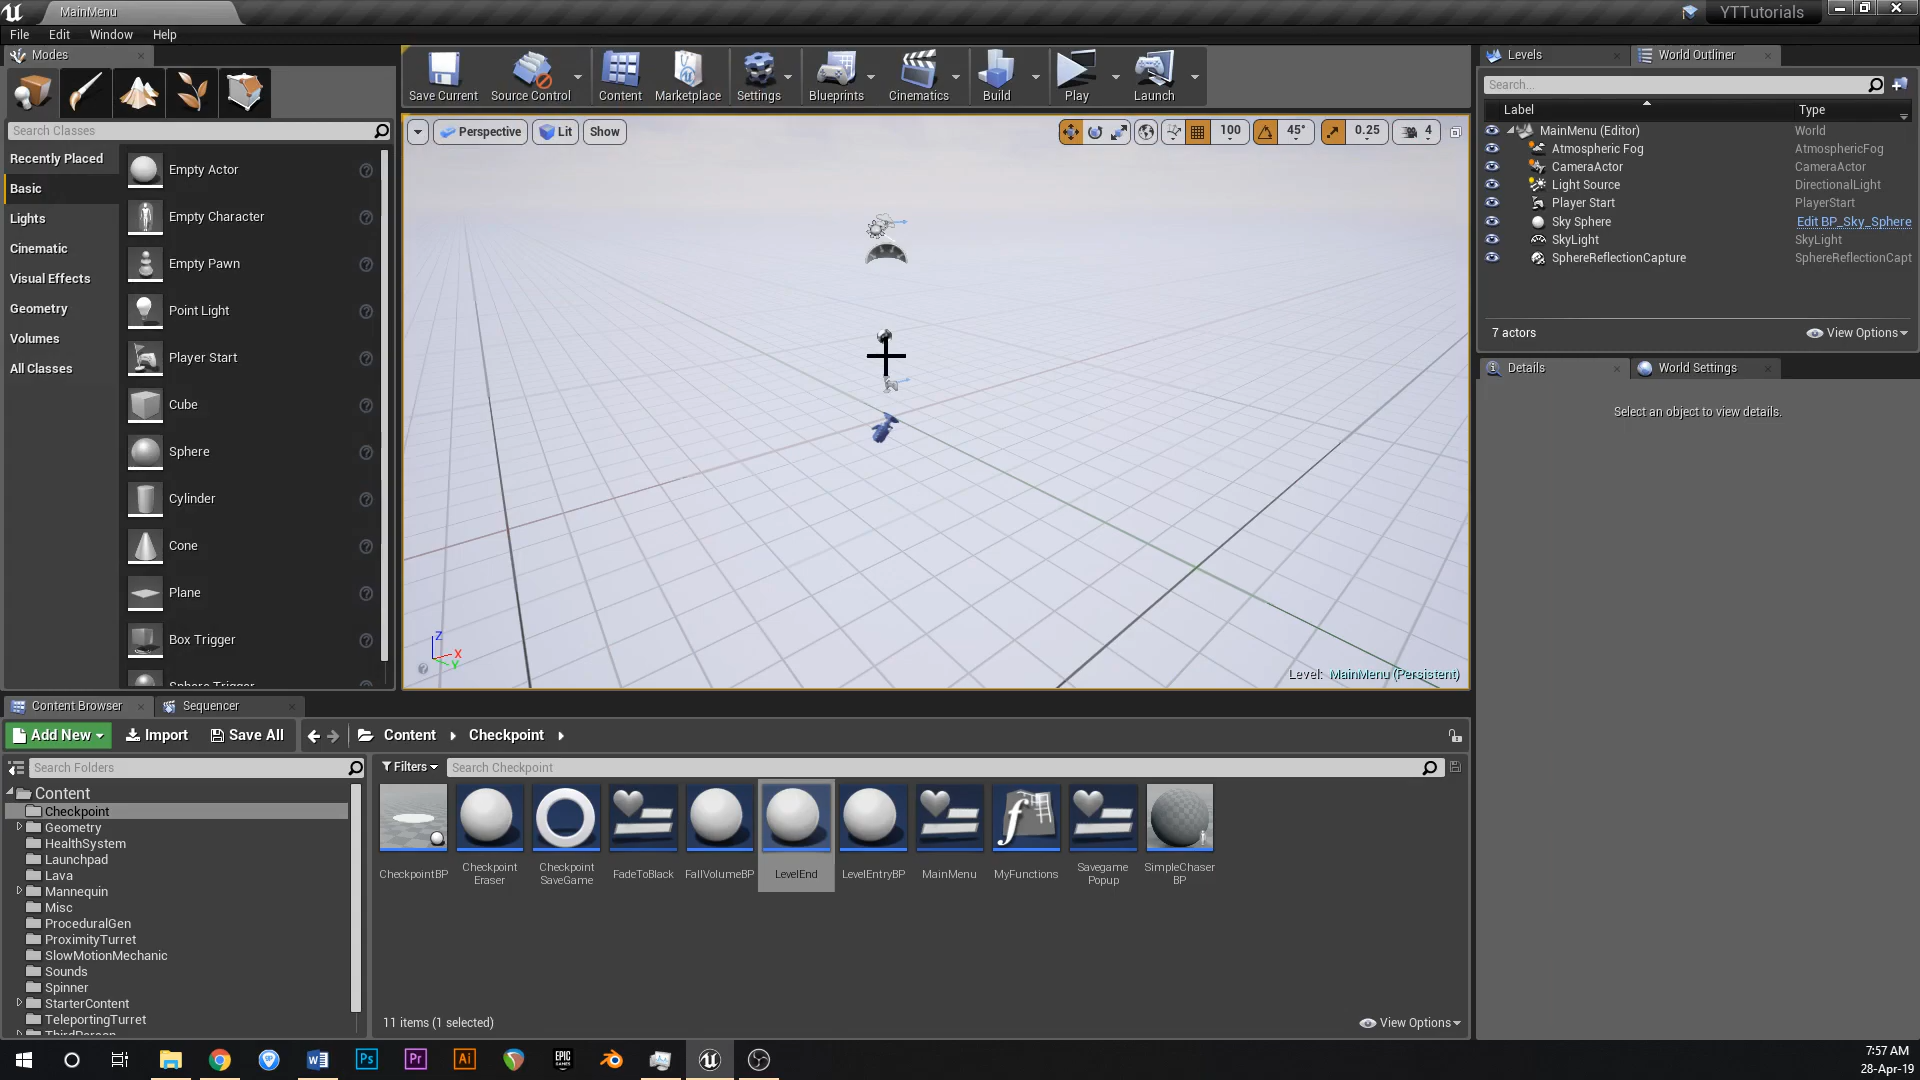 MainMenu
YTTutorials
File Edit Window Help
Modes
Search Classes
Recently Placed
Basic
Lights
Cinematic
Visual Effects
Geometry
Volumes
All Classes
Empty Actor
Empty Character
Empty Pawn
Point Light
Player Start
Cube
Sphere
Cylinder
Cone
Plane
Box Trigger
Sphere Trigger
Save Current Source Control Content Marketplace Settings Blueprints Cinematics Build Play Launch
Perspective Lit Show
100 45° 0.25 4
Z
X
Y
Level: MainMenu (Persistent)
Levels World Outliner
Search...
Label Type
MainMenu (Editor) World
Atmospheric Fog AtmosphericFog
CameraActor CameraActor
Light Source DirectionalLight
Player Start PlayerStart
Sky Sphere Edit BP_Sky_Sphere
SkyLight SkyLight
SphereReflectionCapture SphereReflectionCapt
7 actors View Options
Details World Settings
Select an object to view details.
Content Browser Sequencer
Add New Import Save All Content Checkpoint
Search Folders
Content
Checkpoint
Geometry
HealthSystem
Launchpad
Lava
Mannequin
Misc
ProceduralGen
ProximityTurret
SlowMotionMechanic
Sounds
Spinner
StarterContent
TeleportingTurret
ThirdPerson
Filters Search Checkpoint
CheckpointBP
Checkpoint
Eraser
Checkpoint
SaveGame
FadeToBlack
FallVolumeBP
LevelEnd
LevelEntryBP
MainMenu
MyFunctions
Savegame
Popup
SimpleChaser
BP
11 items (1 selected) View Options
Ps Pr Ai
EPIC
GAMES
7:57 AM
28-Apr-19